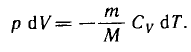 p dV = − m/M C_V dT.